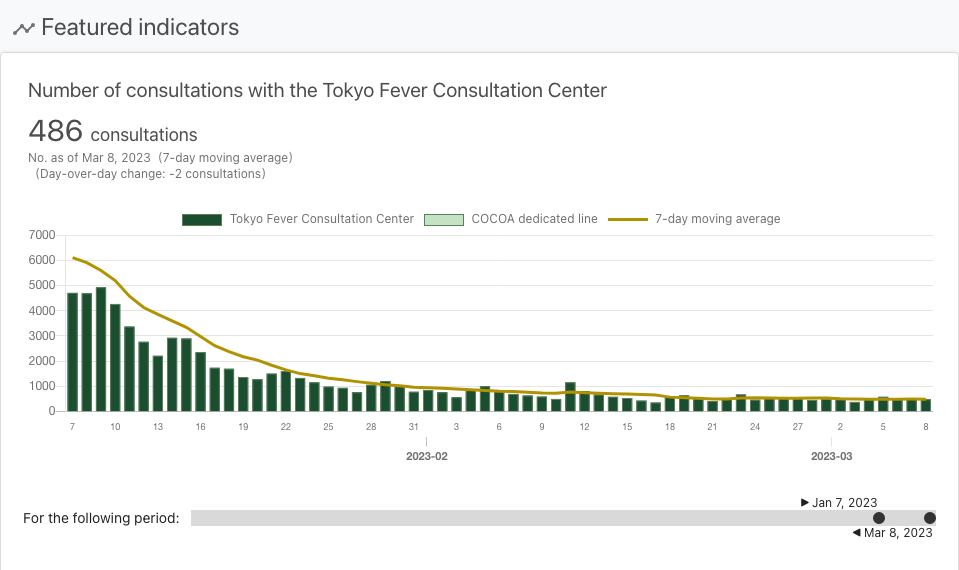 Featured indicators
Number of consultations with the Tokyo Fever Consultation Center
486 consultations
No. as of Mar 8, 2023 (7-day moving average)
(Day-over-day change: -2 consultations)
Tokyo Fever Consultation Center COCOA dedicated line 7-day moving average
7000
6000
5000
4000
3000
2000
1000
0
7 10 13 16 19 22 25 28 31 3 6 9 12 15 18 21 24 27 2 5 8
2023-02 2023-03
Jan 7, 2023
For the following period:
Mar 8, 2023